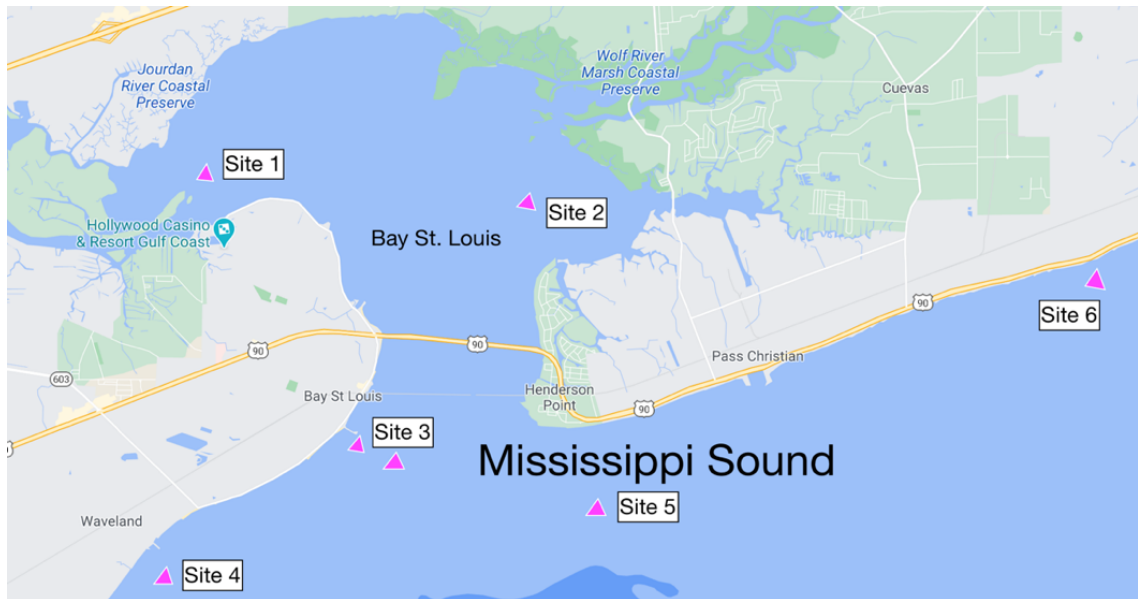 Jourdan
River Coastal
Preserve
Wolf River
Marsh Coastal
Preserve
Cuevas
Site 1
Site 2
Hollywood Casino
& Resort Gulf Coast
Bay St. Louis
Site 6
90
90
90
Pass Christian
603
Bay St Louis
Henderson
Point
90
Site 3
Mississippi Sound
Site 5
Waveland
Site 4